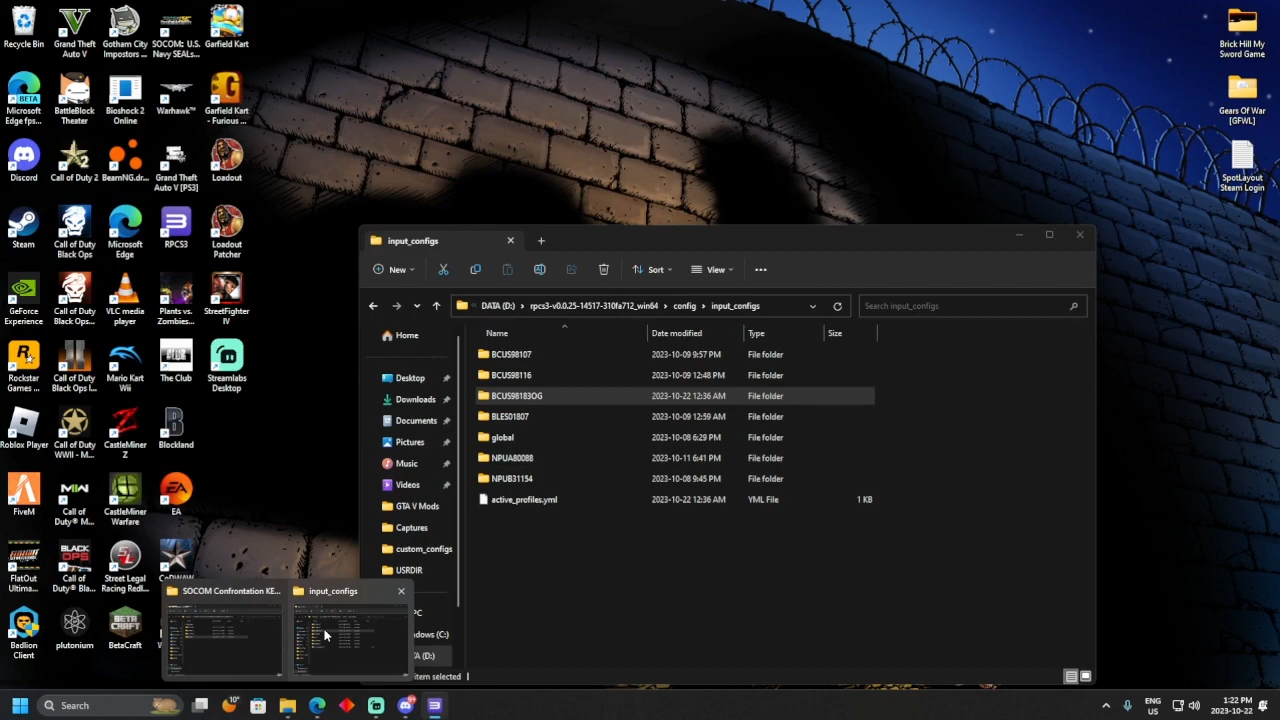 Recycle Bin
Grand Theft
Auto V
Gotham City
Impostors ...
SOCOM: U.S.
Navy SEALs...
Garfield Kart
Microsoft
Edge fps...
BattleBlock
Theater
Bioshock 2
Online
Warhawk™
Garfield Kart
- Furious ...
Discord
Call of Duty 2
BeamNG.dr...
Grand Theft
Auto V [PS3]
Loadout
Steam
Call of Duty
Black Ops
Microsoft
Edge
RPCS3
Loadout
Patcher
GeForce
Experience
Call of Duty
Black Ops...
VLC media
player
Plants vs.
Zombies...
StreetFighter
IV
Rockstar
Games ...
Call of Duty
Black Ops I...
Mario Kart
Wii
The Club
Streamlabs
Desktop
Roblox Player
Call of Duty
WWII - M...
CastleMiner
Z
Blockland
FiveM
Call of
Duty® M...
CastleMiner
Warfare
EA
FlatOut
Ultima...
Call of
Duty® Bla...
Street Legal
Racing Redl...
CoDWAW
Badlion
Client
plutonium
BetaCraft
Brick Hill My
Sword Game
Gears Of War
[GFWL]
SpotLayout
Steam Login
input_configs
New
Sort
View
DATA (D:) > rpcs3-v0.0.25-14517-310fa712_win64 > config > input_configs
Search input_configs
Home
Desktop
Downloads
Documents
Pictures
Music
Videos
GTA V Mods
Captures
custom_configs
USRDIR
PC
indows (C:)
TA (D:)
Name Date modified Type Size
BCUS98107 2023-10-09 9:57 PM File folder
BCUS98116 2023-10-09 12:48 PM File folder
BCUS98183OG 2023-10-22 12:36 AM File folder
BLES01807 2023-10-09 12:59 AM File folder
global 2023-10-08 6:29 PM File folder
NPUA80088 2023-10-11 6:41 PM File folder
NPUB31154 2023-10-08 9:45 PM File folder
active_profiles.yml 2023-10-22 12:36 AM YML File 1 KB
item selected
SOCOM Confrontation KE...
input_configs
Search
10°
9+
ENG
US
1:22 PM
2023-10-22